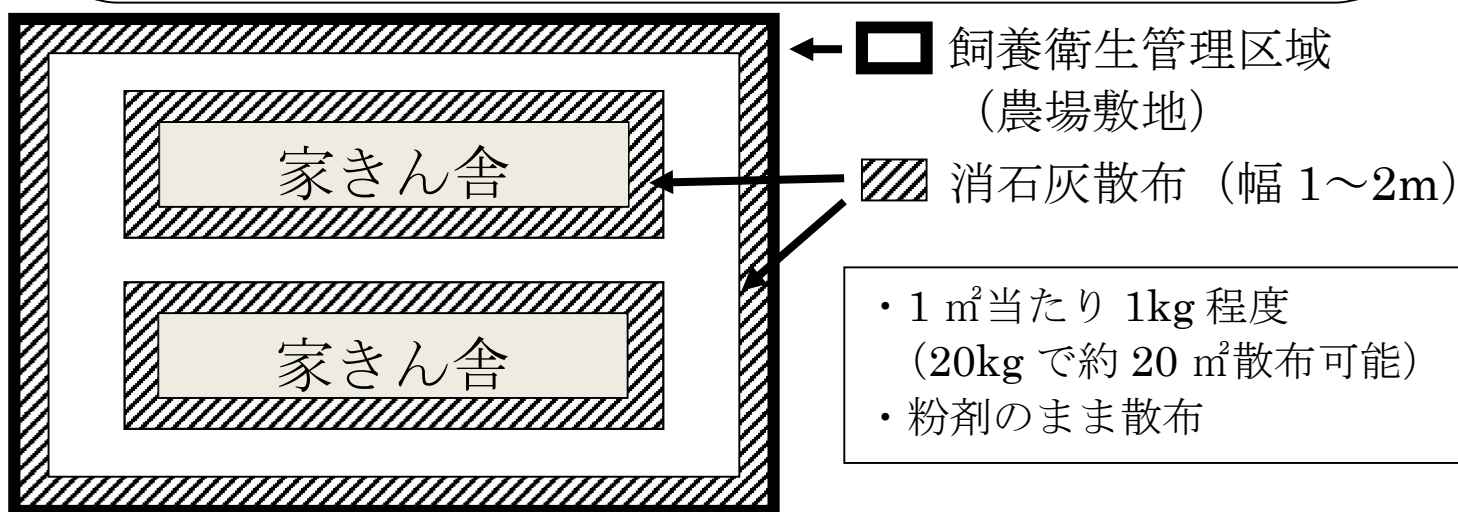 飼養衛生管理区域
（農場敷地）
家きん舎
消石灰散布（幅 1～2m）
家きん舎
・1 ㎡当たり 1kg 程度
（20kg で約 20 ㎡散布可能）
・粉剤のまま散布